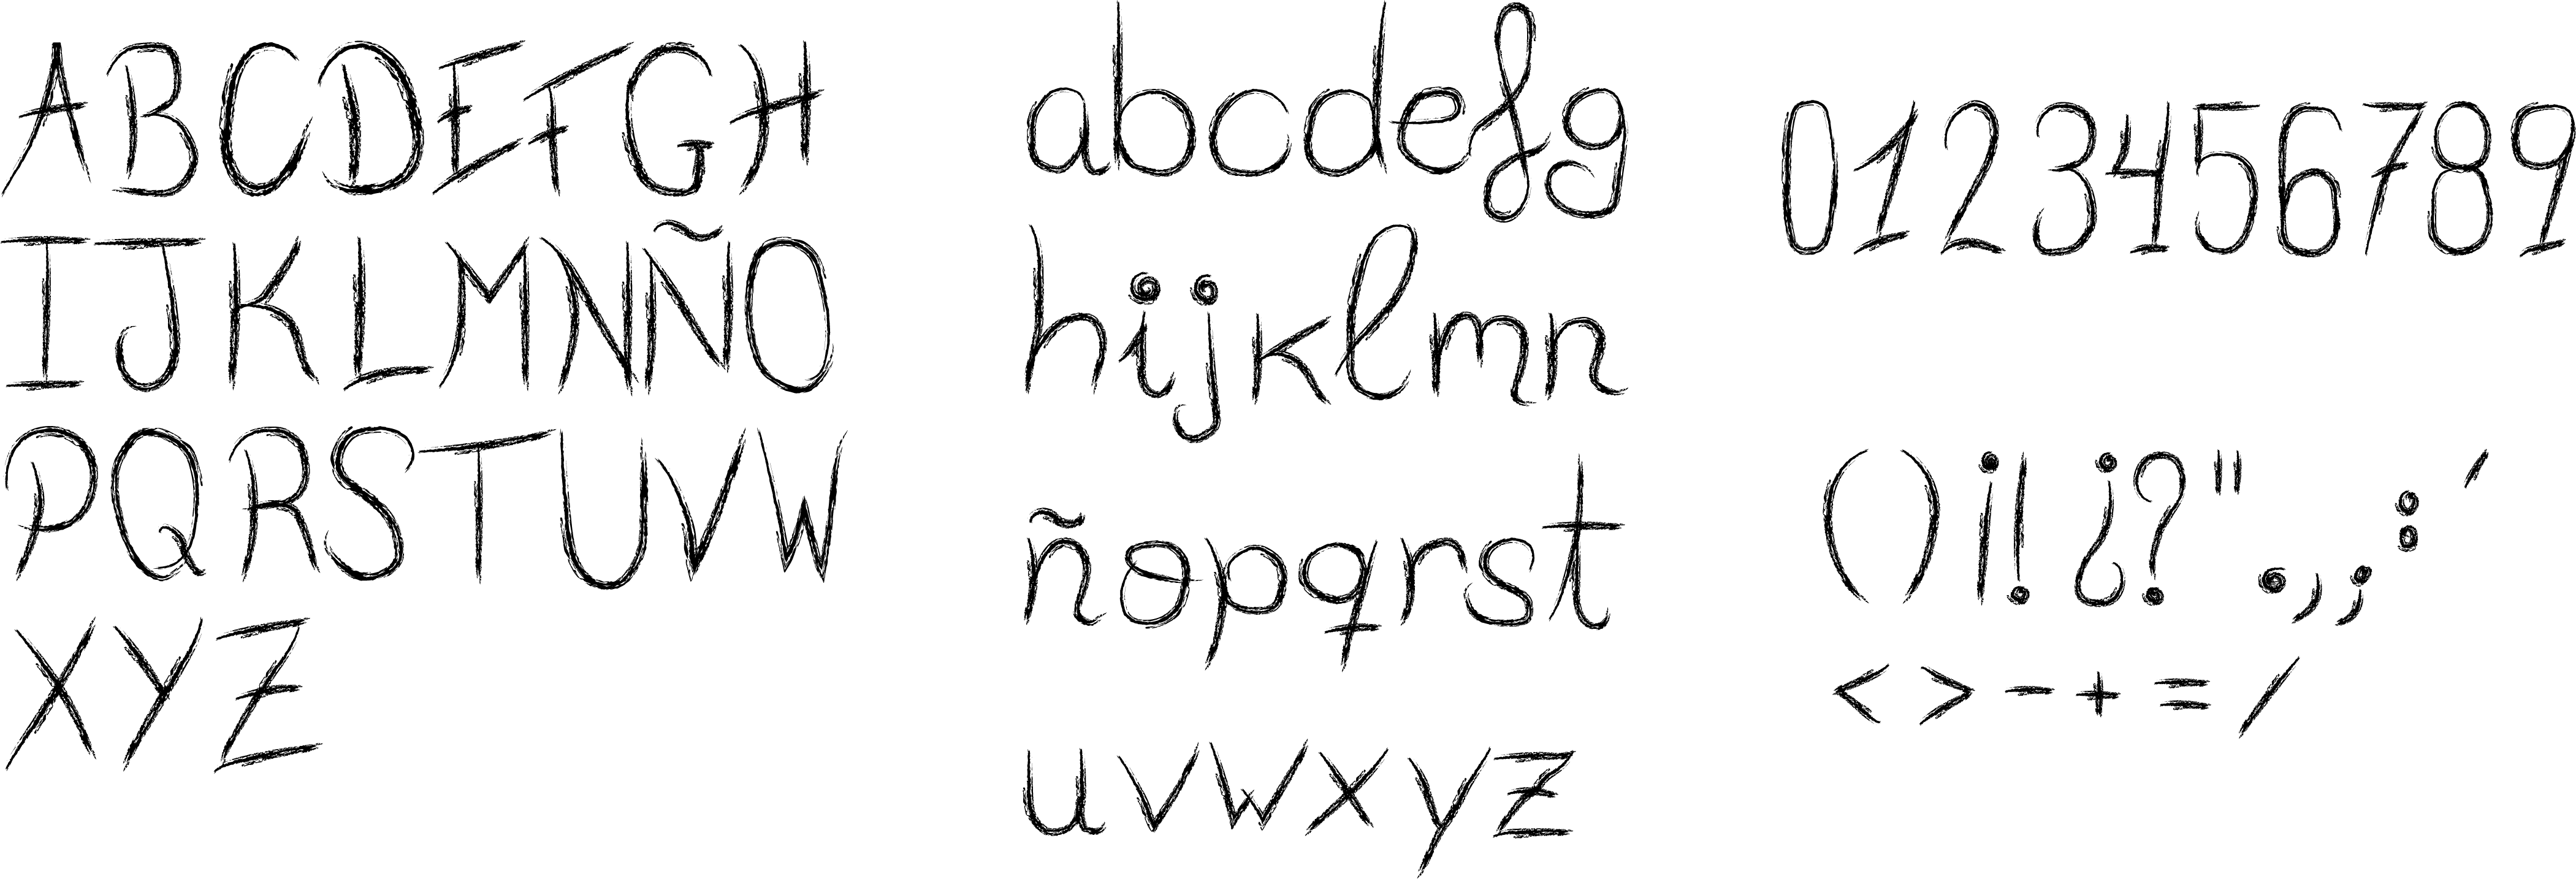 ABCDEFGH
IJKLMNÑO
PQRSTUVW
XYZ
abcdefg
hijklmn
ñopqrst
uvwxyz
0123456789
()¡!¿?".,;:´
<>-+=/